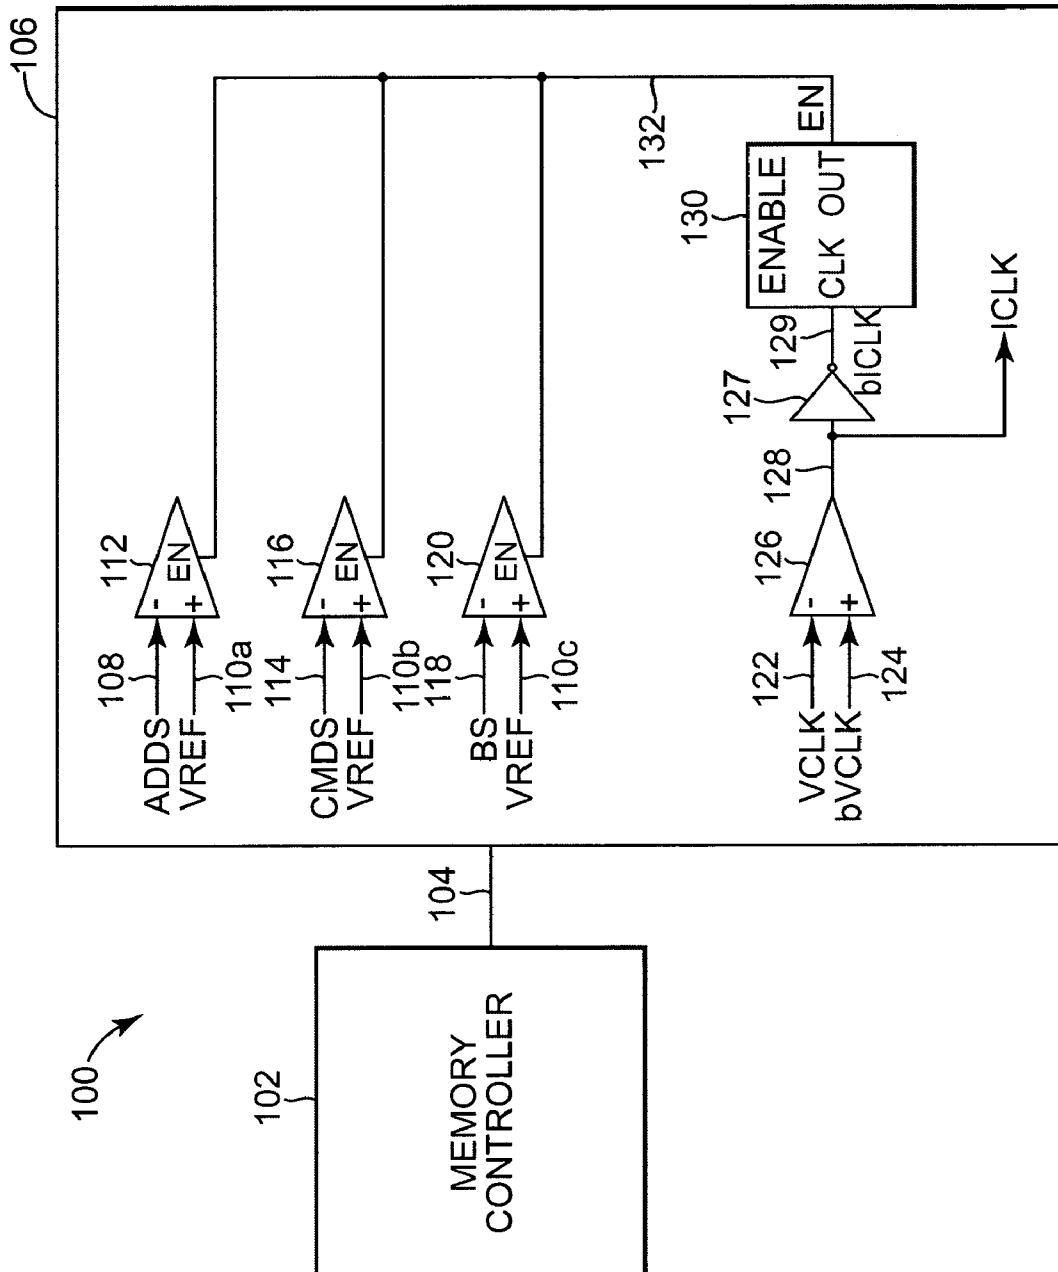 100
102
MEMORY
CONTROLLER
104
106
ADDS
VREF
108
110a
112
-
+
EN
CMDS
VREF
114
110b
116
-
+
EN
BS
VREF
118
110c
120
-
+
EN
132
VCLK
bVCLK
122
124
126
-
+
128
127
129
bICLK
130
ENABLE
CLK OUT
EN
ICLK